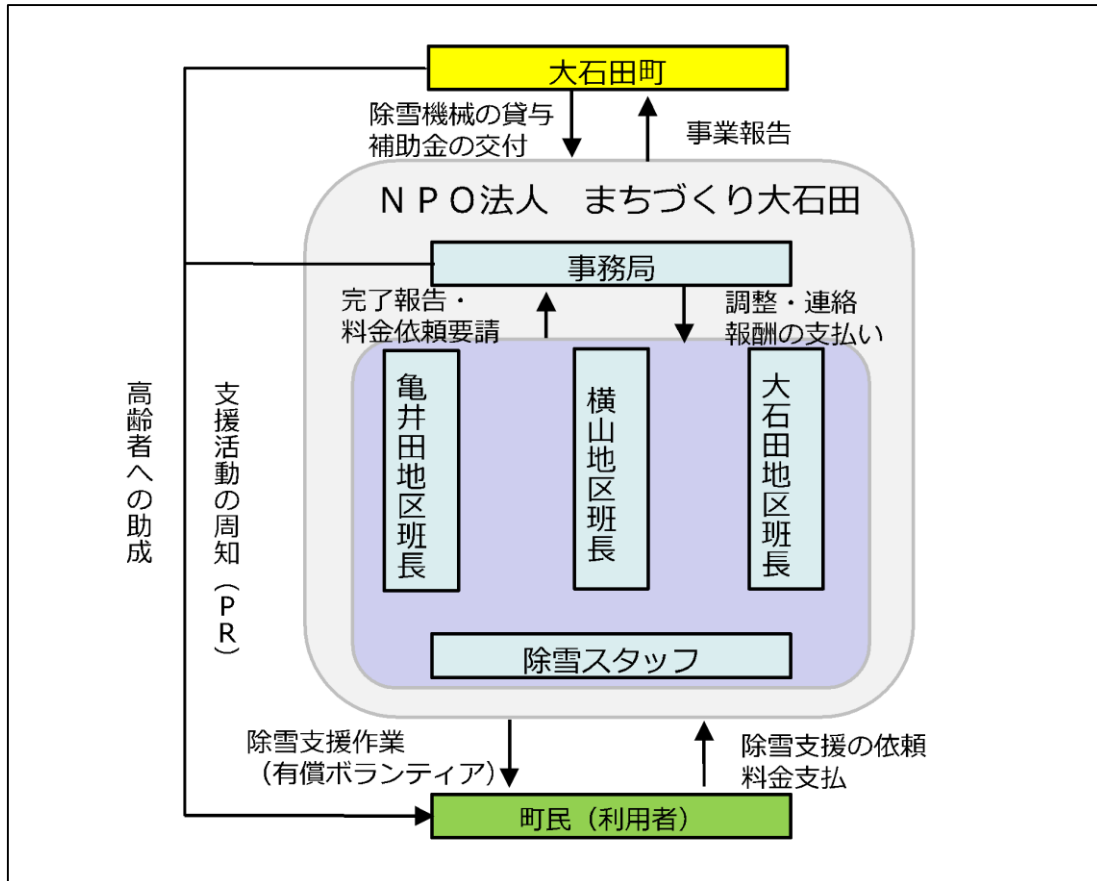 大石田町
除雪機械の貸与
補助金の交付
事業報告
ＮＰＯ法人　まちづくり大石田
事務局
完了報告・
料金依頼要請
調整・連絡
報酬の支払い
亀井田地区班長
横山地区班長
大石田地区班長
高齢者への助成
支援活動の周知（ＰＲ）
除雪スタッフ
除雪支援作業
（有償ボランティア）
除雪支援の依頼
料金支払
町民（利用者）